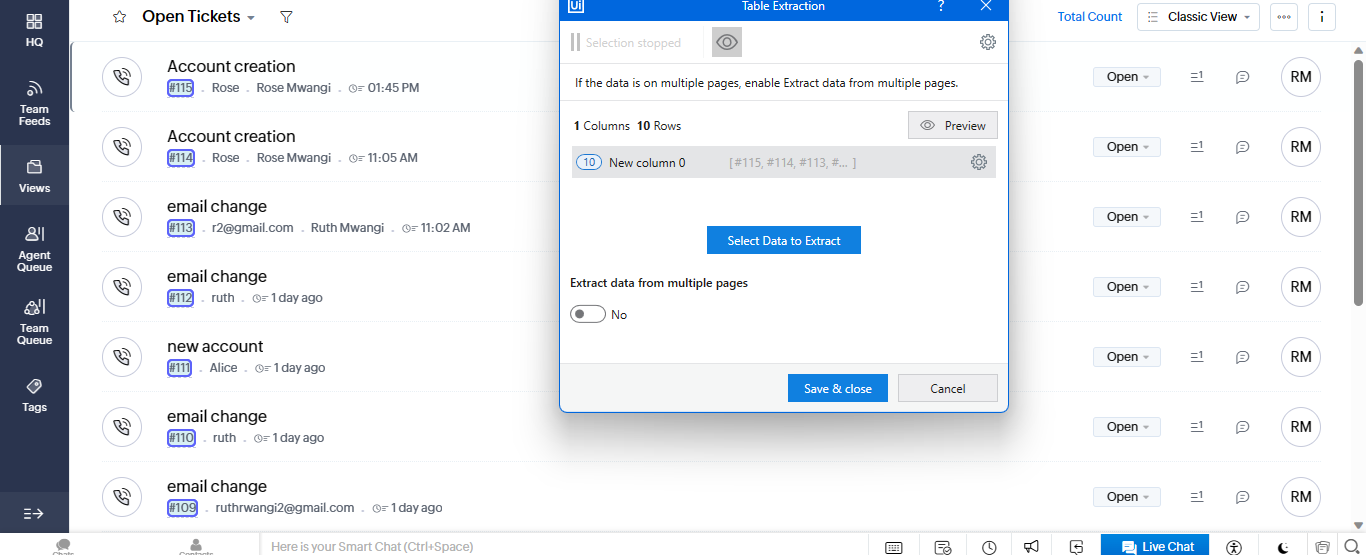 HQ
Team Feeds
Views
Agent Queue
Team Queue
Tags
Open Tickets
Total Count
Classic View
Account creation
#115 . Rose . Rose Mwangi . 01:45 PM
Open
RM
Account creation
#114 . Rose . Rose Mwangi . 11:05 AM
Open
RM
email change
#113 . r2@gmail.com . Ruth Mwangi . 11:02 AM
Open
RM
email change
#112 . ruth . 1 day ago
Open
RM
new account
#111 . Alice . 1 day ago
Open
RM
email change
#110 . ruth . 1 day ago
Open
RM
email change
#109 . ruthrwangi2@gmail.com . 1 day ago
Open
RM
Ui Table Extraction ?
Selection stopped
If the data is on multiple pages, enable Extract data from multiple pages.
1 Columns 10 Rows
Preview
10 New column 0 [ #115, #114, #113, #... ]
Select Data to Extract
Extract data from multiple pages
No
Save & close
Cancel
Chats
Contacts
Here is your Smart Chat (Ctrl+Space)
Live Chat